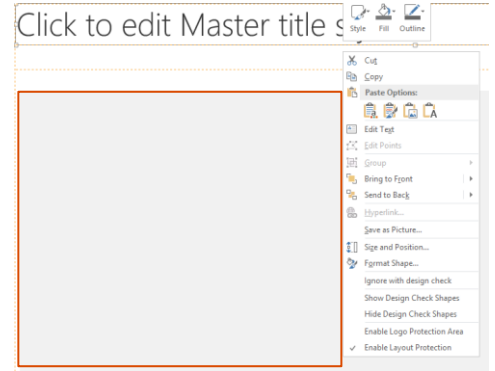 Click to edit Master title s
Style Fill Outline
Cut
Copy
Paste Options:
Edit Text
Edit Points
Group
Bring to Front
Send to Back
Hyperlink...
Save as Picture...
Size and Position...
Format Shape...
Ignore with design check
Show Design Check Shapes
Hide Design Check Shapes
Enable Logo Protection Area
Enable Layout Protection